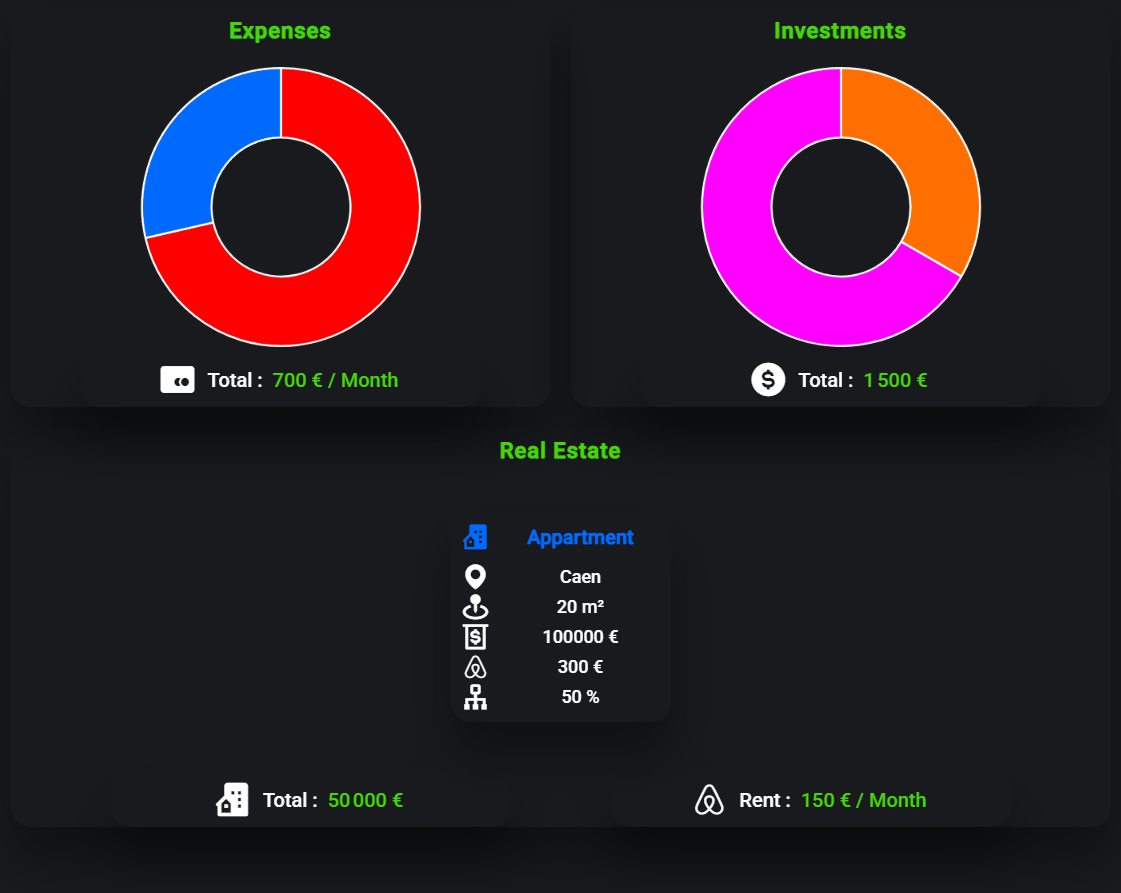 Expenses
Investments
Total : 700 € / Month
Total : 1 500 €
Real Estate
Appartment
Caen
20 m²
100000 €
300 €
50 %
Total : 50 000 €
Rent : 150 € / Month